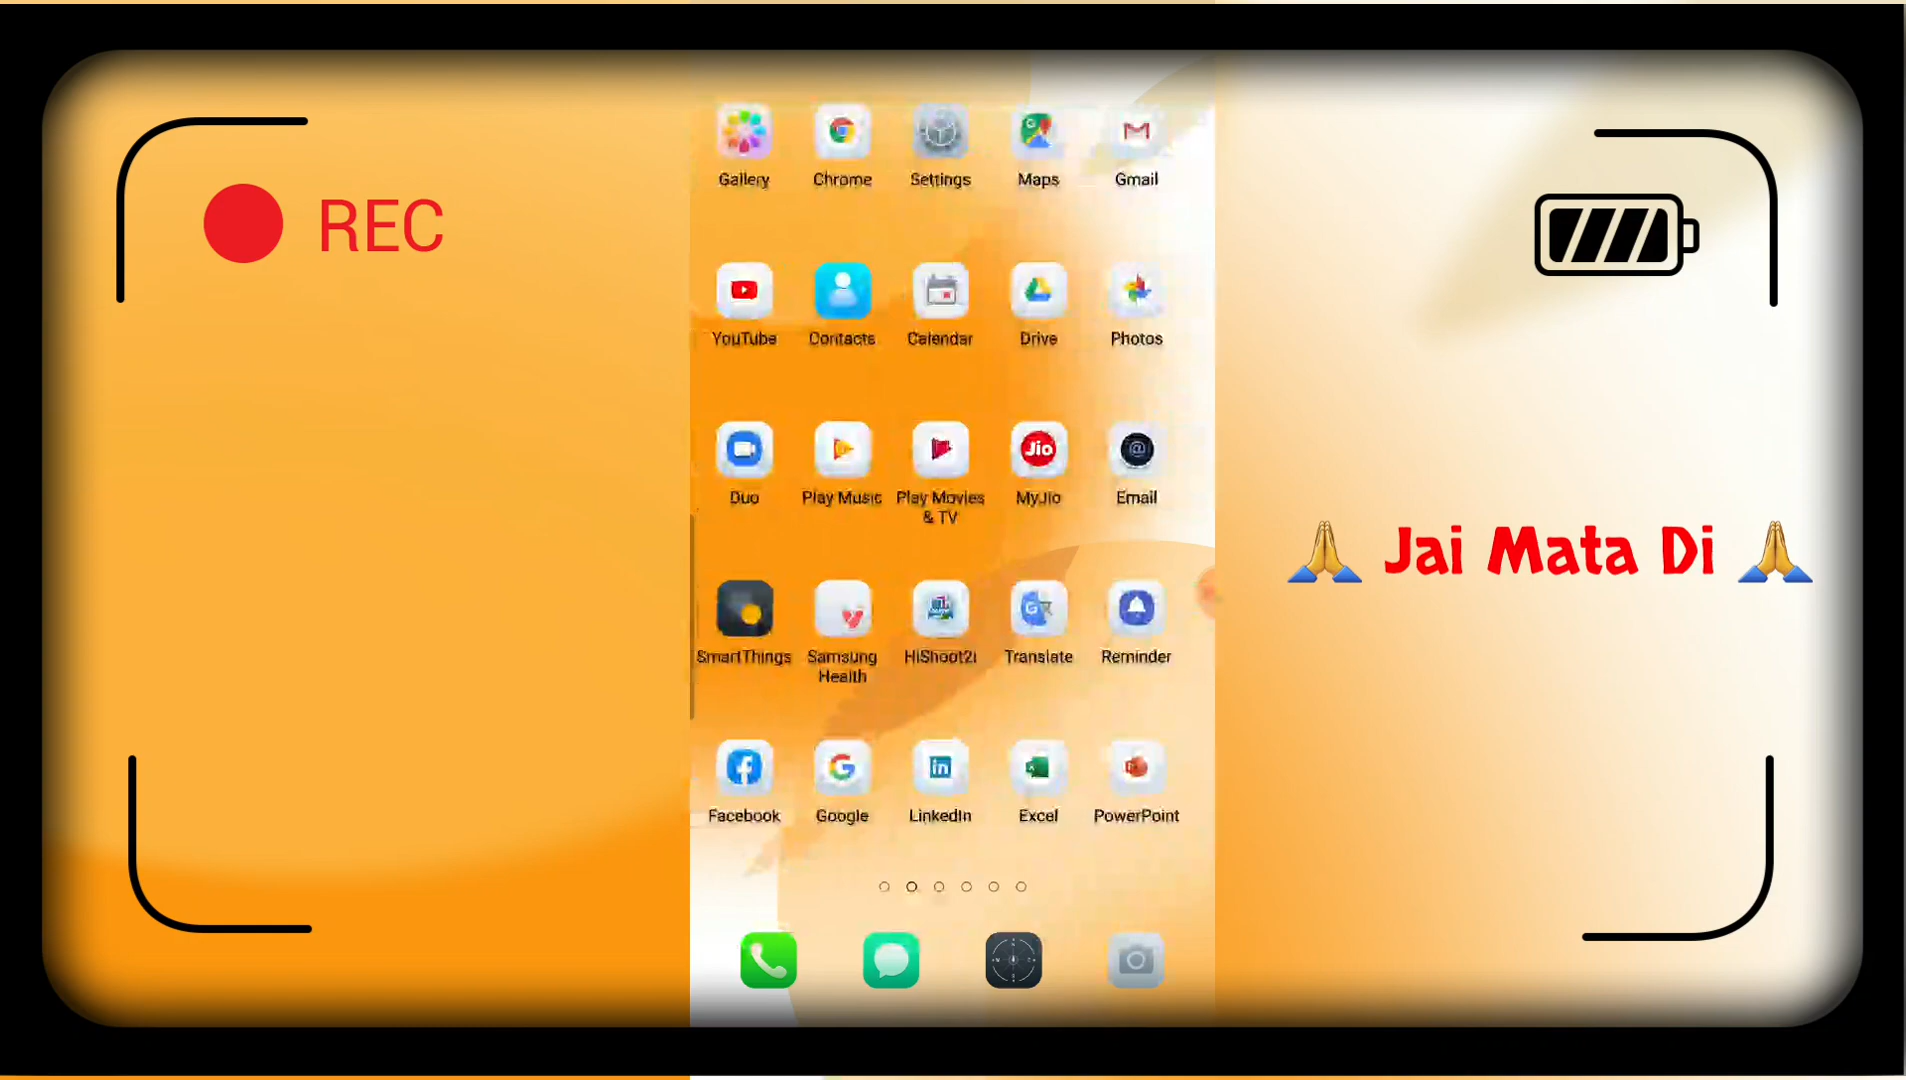 REC
Gallery Chrome Settings Maps Gmail
YouTube Contacts Calendar Drive Photos
Jio
Duo Play Music Play Movies & TV MyJio Email
🙏 Jai Mata Di 🙏
SmartThings Samsung Health HiShoot2i Translate Reminder
Facebook Google LinkedIn Excel PowerPoint